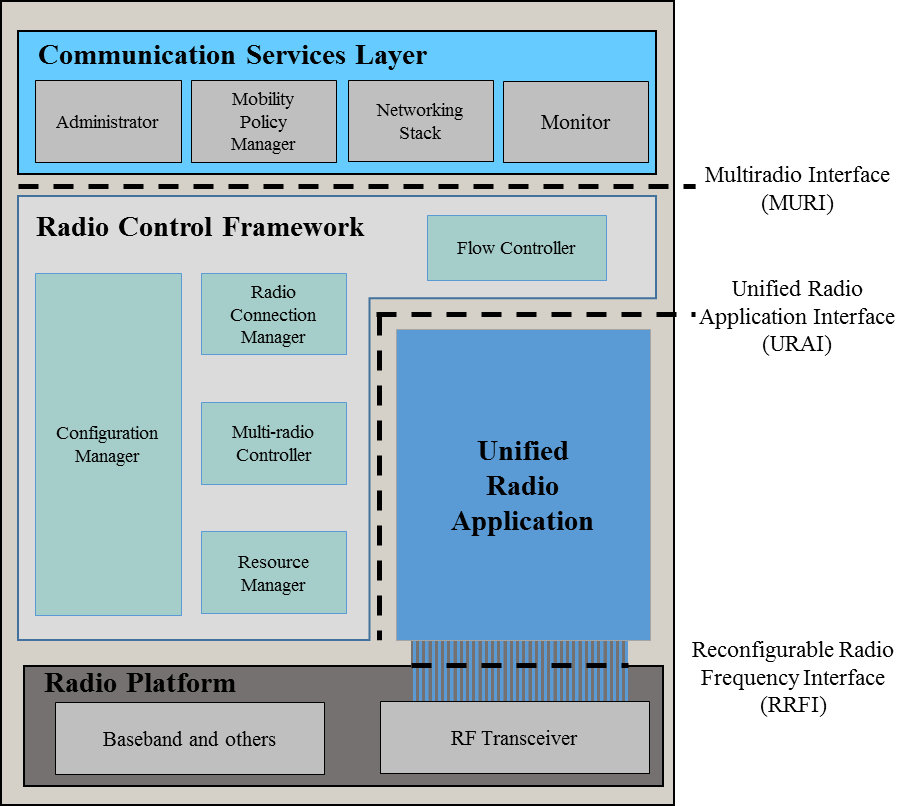 Communication Services Layer
Administrator
Mobility
Policy
Manager
Networking
Stack
Monitor
Multiradio Interface
(MURI)
Radio Control Framework
Flow Controller
Configuration
Manager
Radio
Connection
Manager
Multi-radio
Controller
Resource
Manager
Unified Radio
Application Interface
(URAI)
Unified
Radio
Application
Reconfigurable Radio
Frequency Interface
(RRFI)
Radio Platform
Baseband and others
RF Transceiver